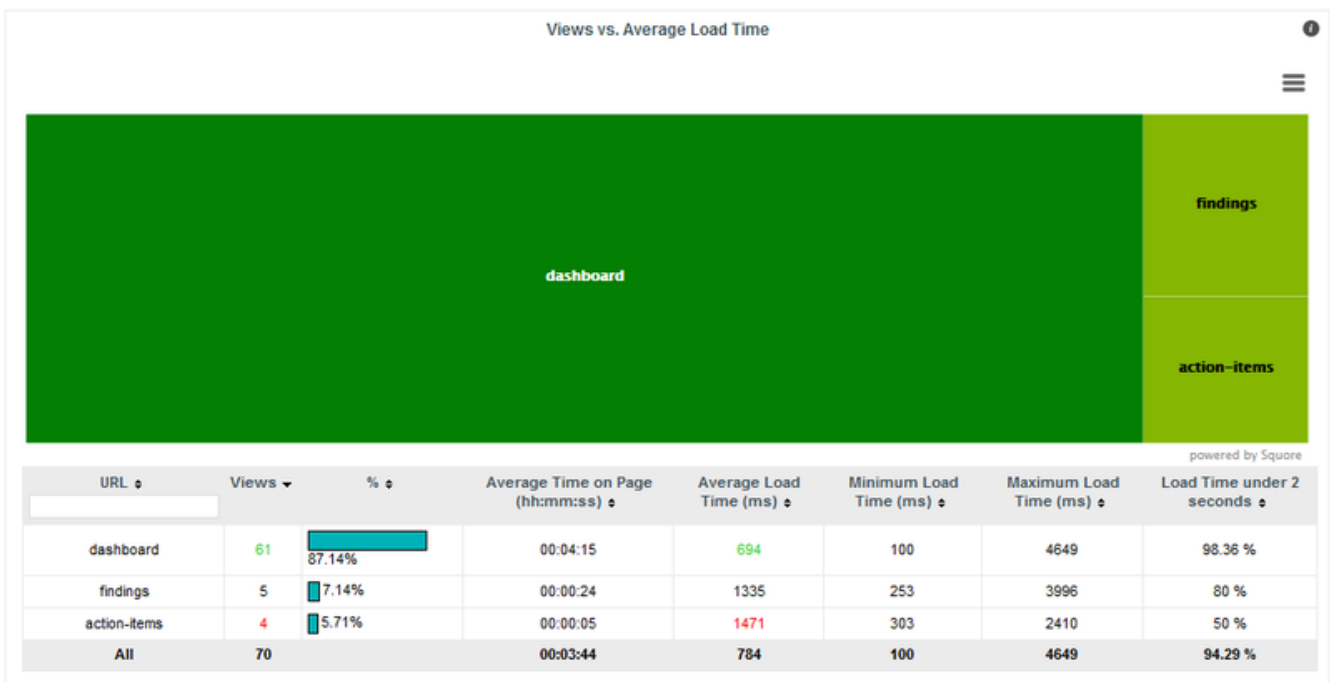 Views vs. Average Load Time
dashboard
findings
action-items
powered by Squore
URL Views % Average Time on Page (hh:mm:ss) Average Load Time (ms) Minimum Load Time (ms) Maximum Load Time (ms) Load Time under 2 seconds
dashboard 61 87.14% 00:04:15 694 100 4649 98.36 %
findings 5 7.14% 00:00:24 1335 253 3996 80 %
action-items 4 5.71% 00:00:05 1471 303 2410 50 %
All 70 00:03:44 784 100 4649 94.29 %